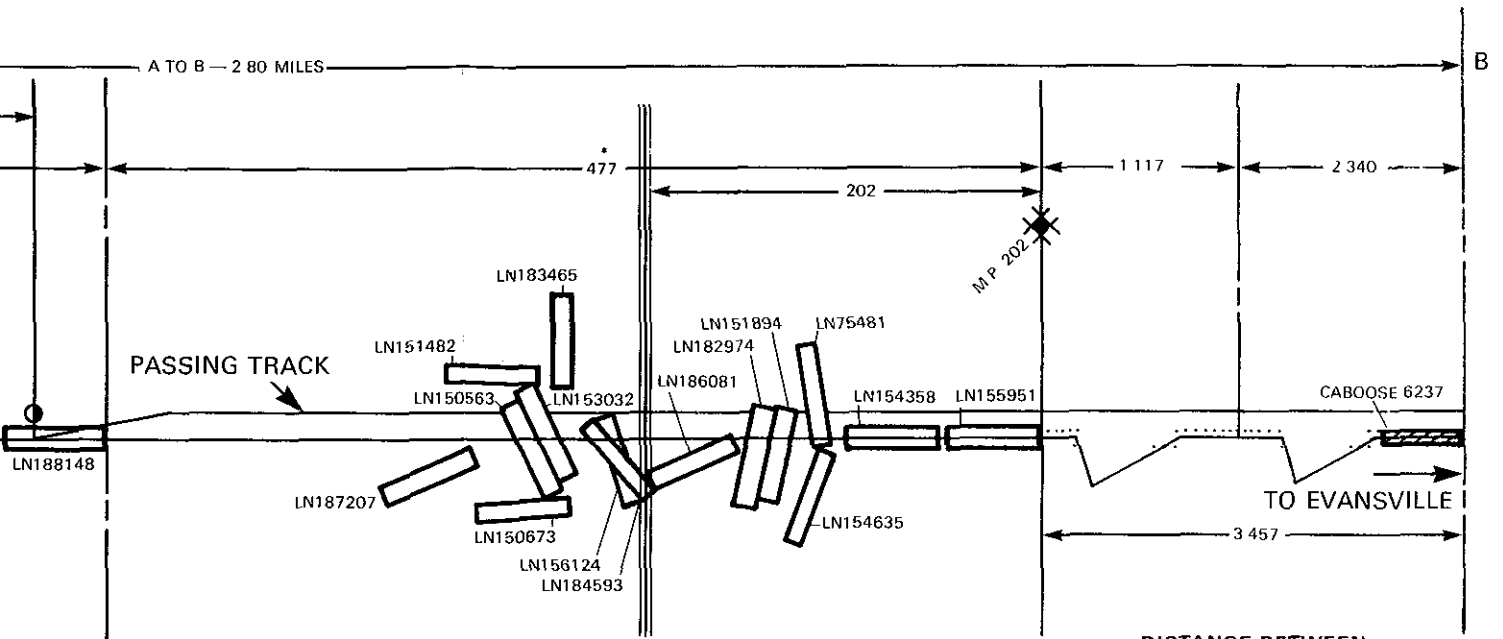 A TO B — 2 80 MILES
B
*
477
1 117
2 340
202
M P 202
LN183465
LN151894
LN75481
LN151482
LN182974
PASSING TRACK
LN186081
LN150563
LN153032
LN154358
LN155951
CABOOSE 6237
LN188148
LN187207
TO EVANSVILLE
LN154635
LN150673
3 457
LN156124
LN184593
DISTANCE BETWEEN